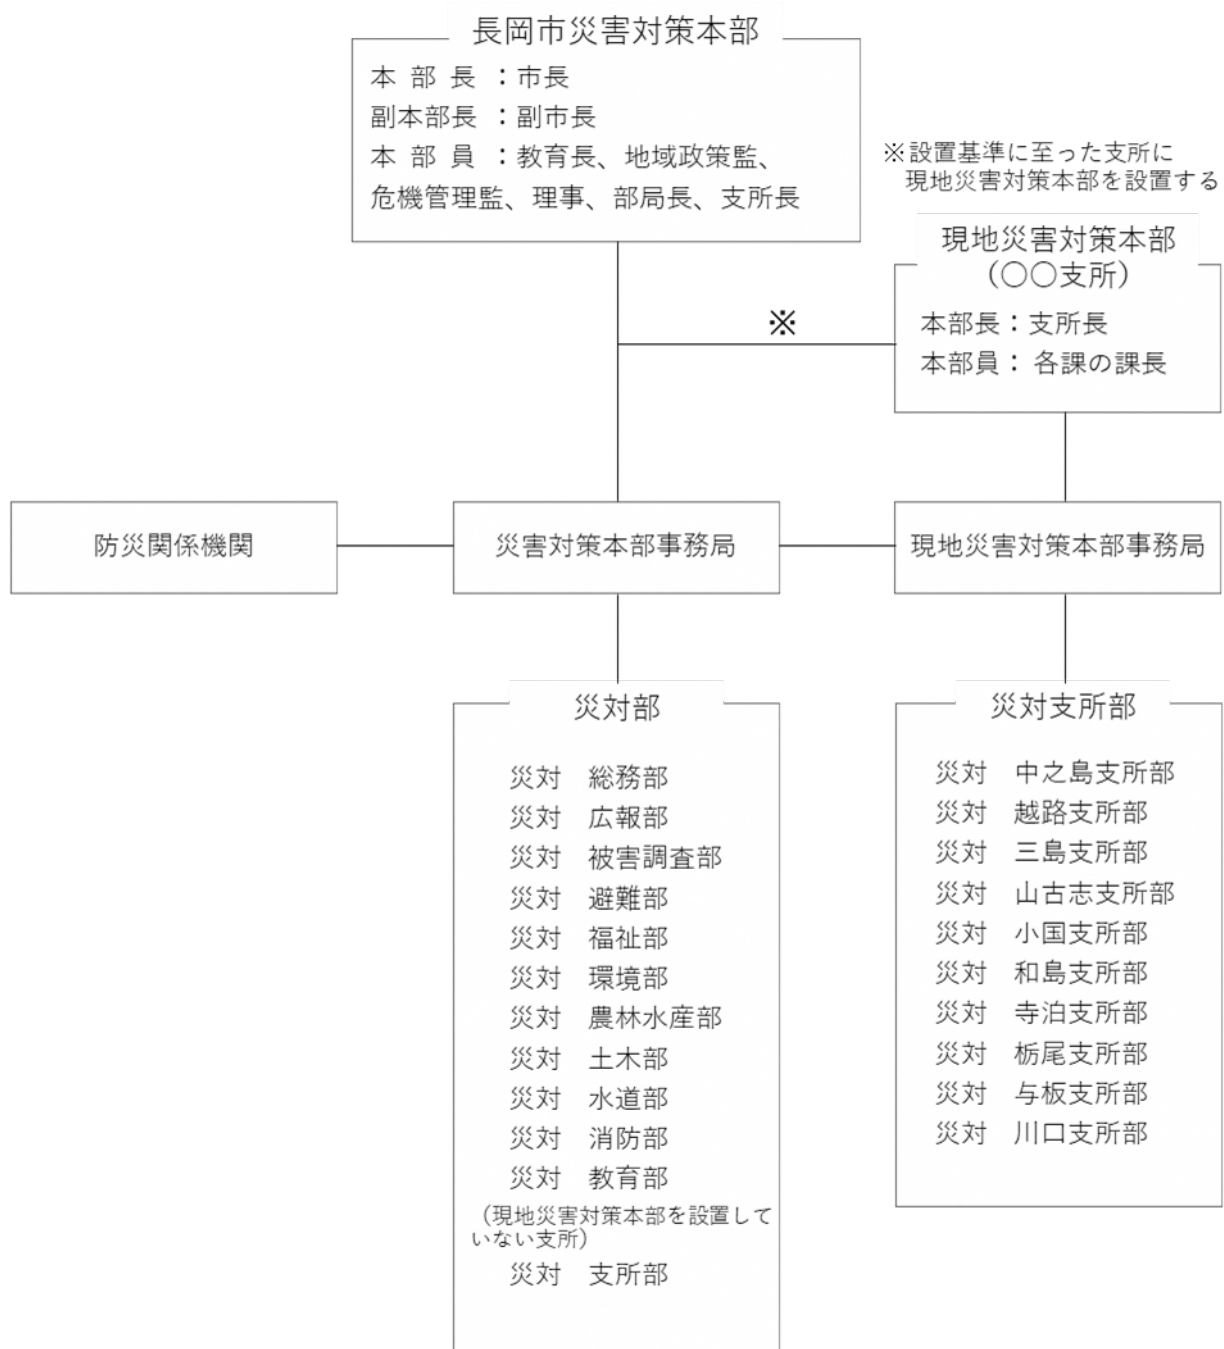 長岡市災害対策本部
本 部 長 ：市長
副本部長 ：副市長
本 部 員 ：教育長、地域政策監、
危機管理監、理事、部局長、支所長
※設置基準に至った支所に
現地災害対策本部を設置する
現地災害対策本部
（○○支所）
本部長：支所長
本部員： 各課の課長
※
防災関係機関
災害対策本部事務局
現地災害対策本部事務局
災対部
災対 総務部
災対 広報部
災対 被害調査部
災対 避難部
災対 福祉部
災対 環境部
災対 農林水産部
災対 土木部
災対 水道部
災対 消防部
災対 教育部
（現地災害対策本部を設置して
いない支所）
災対 支所部
災対支所部
災対 中之島支所部
災対 越路支所部
災対 三島支所部
災対 山古志支所部
災対 小国支所部
災対 和島支所部
災対 寺泊支所部
災対 栃尾支所部
災対 与板支所部
災対 川口支所部